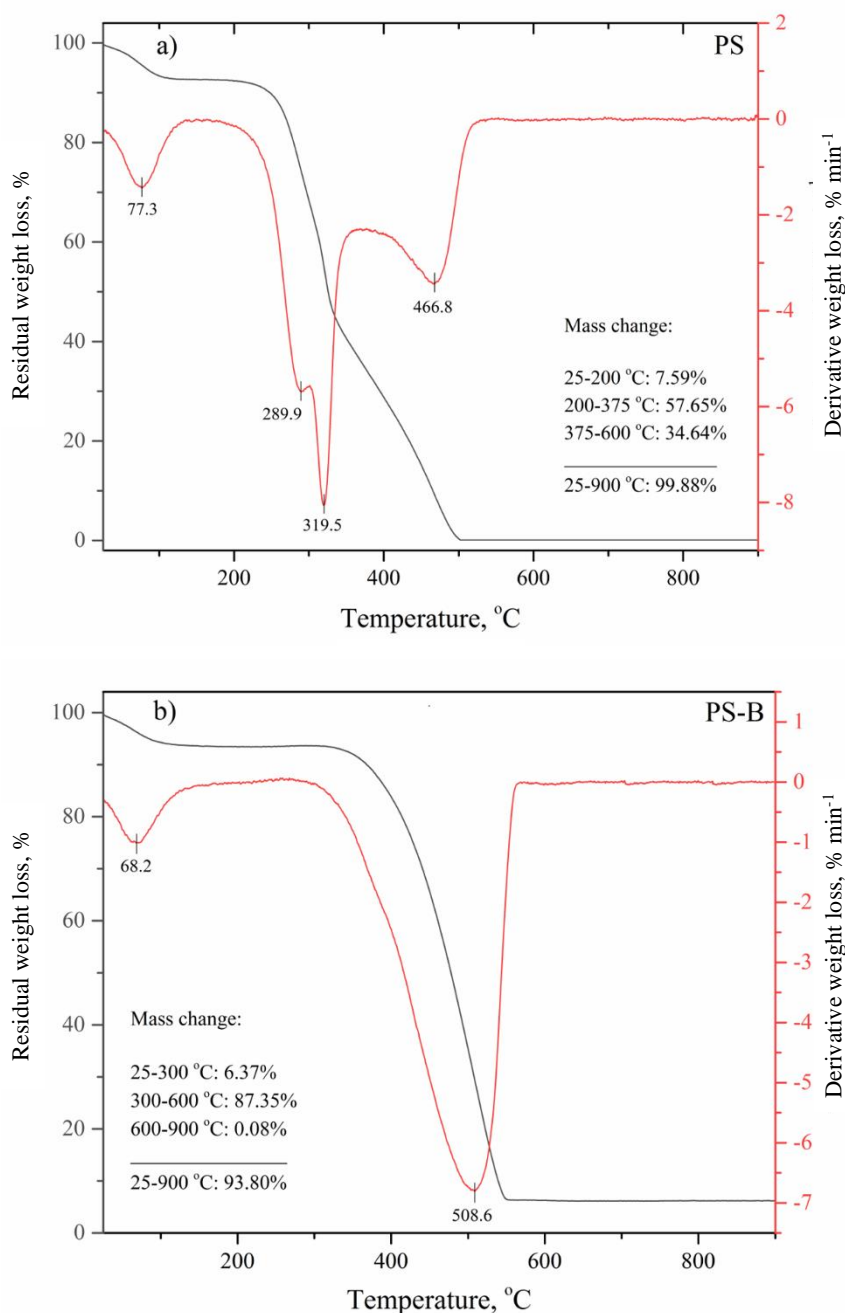 a)
PS
100
80
60
40
20
0
Residual weight loss, %
2
0
-2
-4
-6
-8
Derivative weight loss, % min⁻¹
77.3
289.9
319.5
466.8
Mass change:
25-200 °C: 7.59%
200-375 °C: 57.65%
375-600 °C: 34.64%
25-900 °C: 99.88%
200 400 600 800
Temperature, °C
b)
PS-B
100
80
60
40
20
0
Residual weight loss, %
1
0
-1
-2
-3
-4
-5
-6
-7
Derivative weight loss, % min⁻¹
68.2
508.6
Mass change:
25-300 °C: 6.37%
300-600 °C: 87.35%
600-900 °C: 0.08%
25-900 °C: 93.80%
200 400 600 800
Temperature, °C